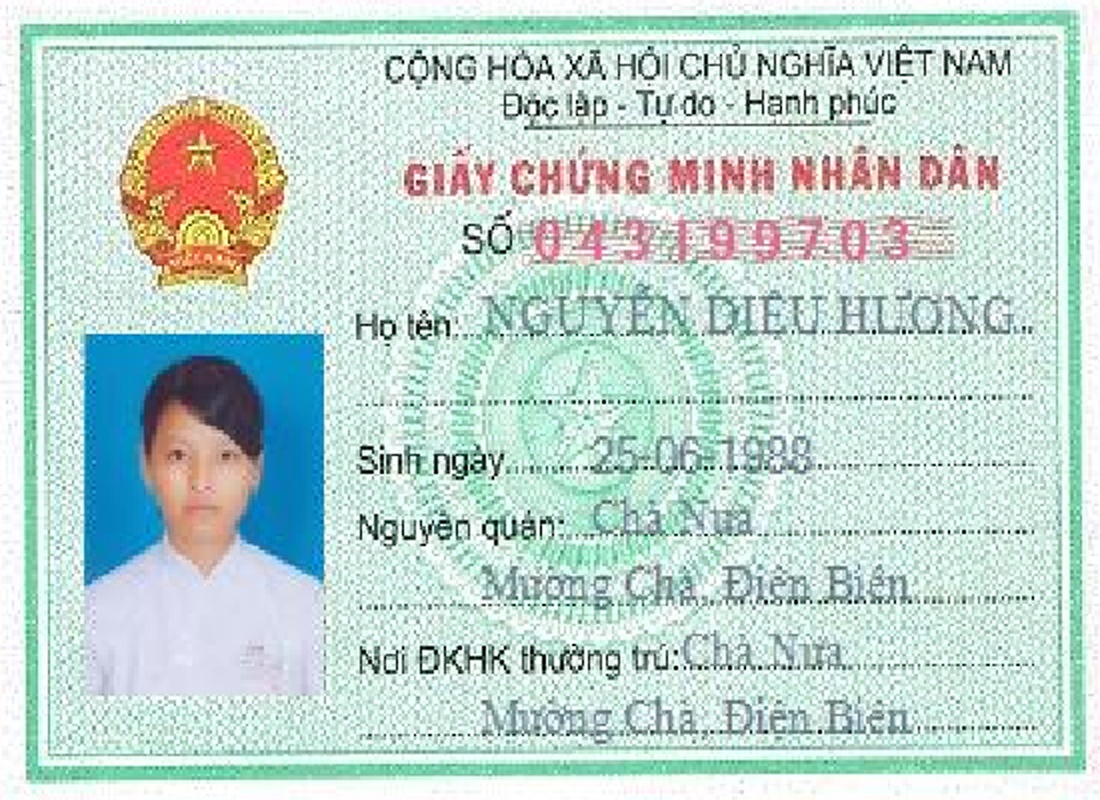 CỘNG HÒA XÃ HỘI CHỦ NGHĨA VIỆT NAM
Độc lập - Tự do - Hạnh phúc
GIẤY CHỨNG MINH NHÂN DÂN
SỐ 043199703
Họ tên: NGUYỄN DIỆU HƯƠNG
Sinh ngày 25-06-1988
Nguyên quán: Chà Nưa
Mường Chà, Điện Biên
Nơi ĐKHK thường trú: Chà Nưa
Mường Chà, Điện Biên